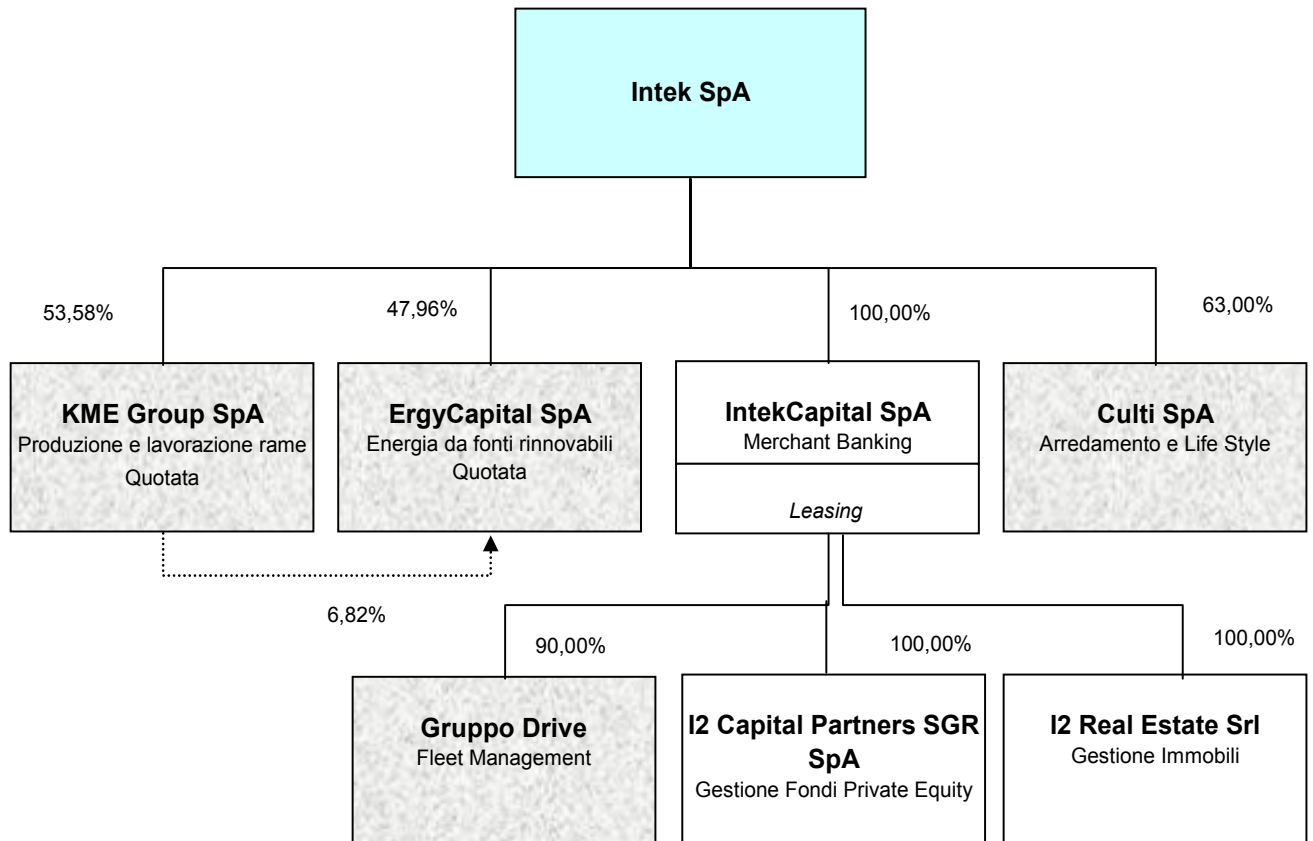 Intek SpA
53,58%
47,96%
100,00%
63,00%
KME Group SpA
Produzione e lavorazione rame
Quotata
ErgyCapital SpA
Energia da fonti rinnovabili
Quotata
IntekCapital SpA
Merchant Banking
Leasing
Culti SpA
Arredamento e Life Style
6,82%
90,00%
100,00%
100,00%
Gruppo Drive
Fleet Management
I2 Capital Partners SGR
SpA
Gestione Fondi Private Equity
I2 Real Estate Srl
Gestione Immobili